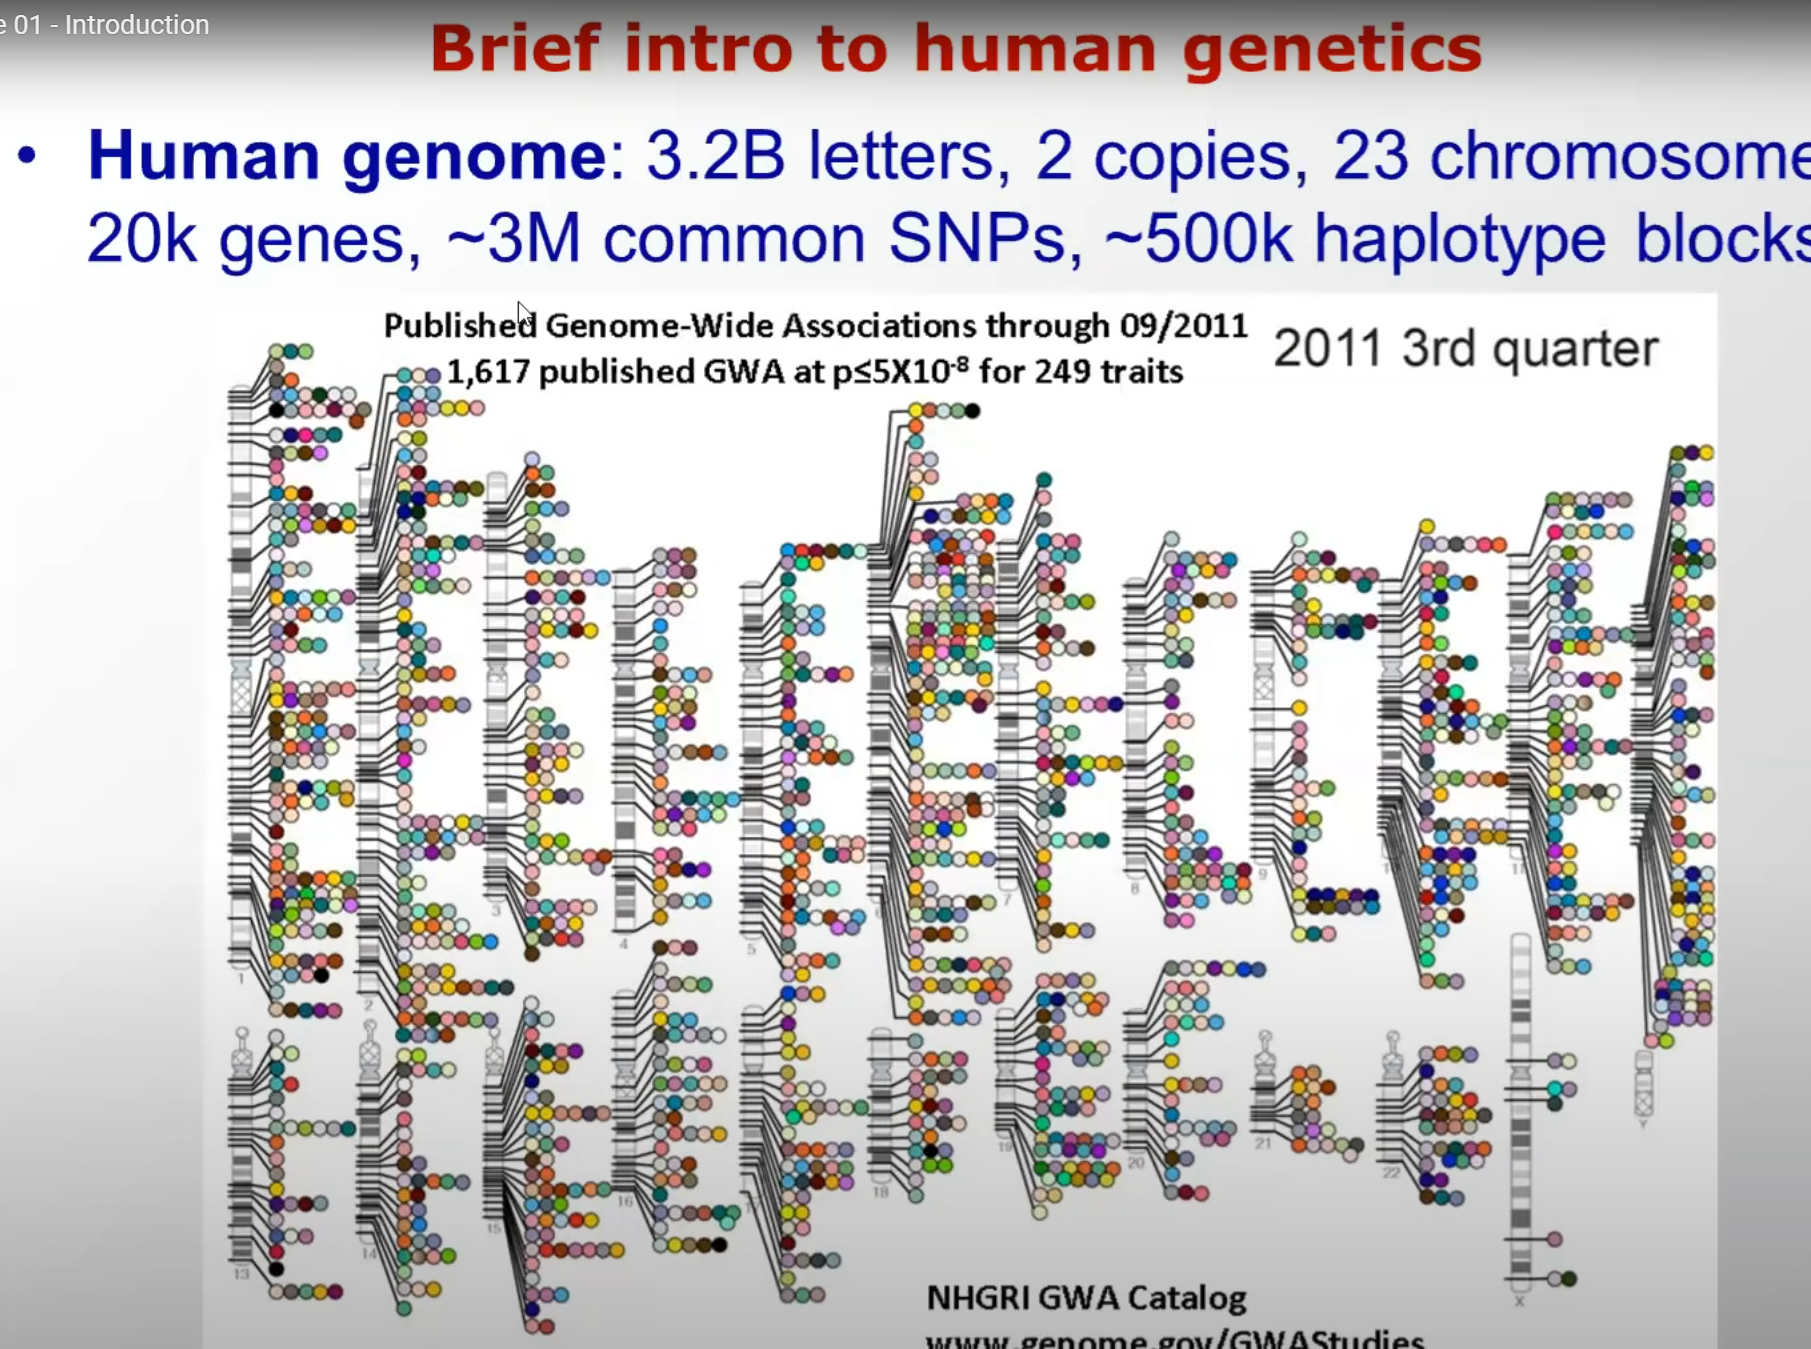 e 01 - Introduction
Brief intro to human genetics
• Human genome: 3.2B letters, 2 copies, 23 chromosome
20k genes, ~3M common SNPs, ~500k haplotype blocks
Published Genome-Wide Associations through 09/2011
1,617 published GWA at p≤5X10⁻⁸ for 249 traits
2011 3rd quarter
1
2
3
4
5
6
7
8
9
11
13
14
15
16
18
19
20
21
22
X
Y
NHGRI GWA Catalog
www.genome.gov/GWAStudies